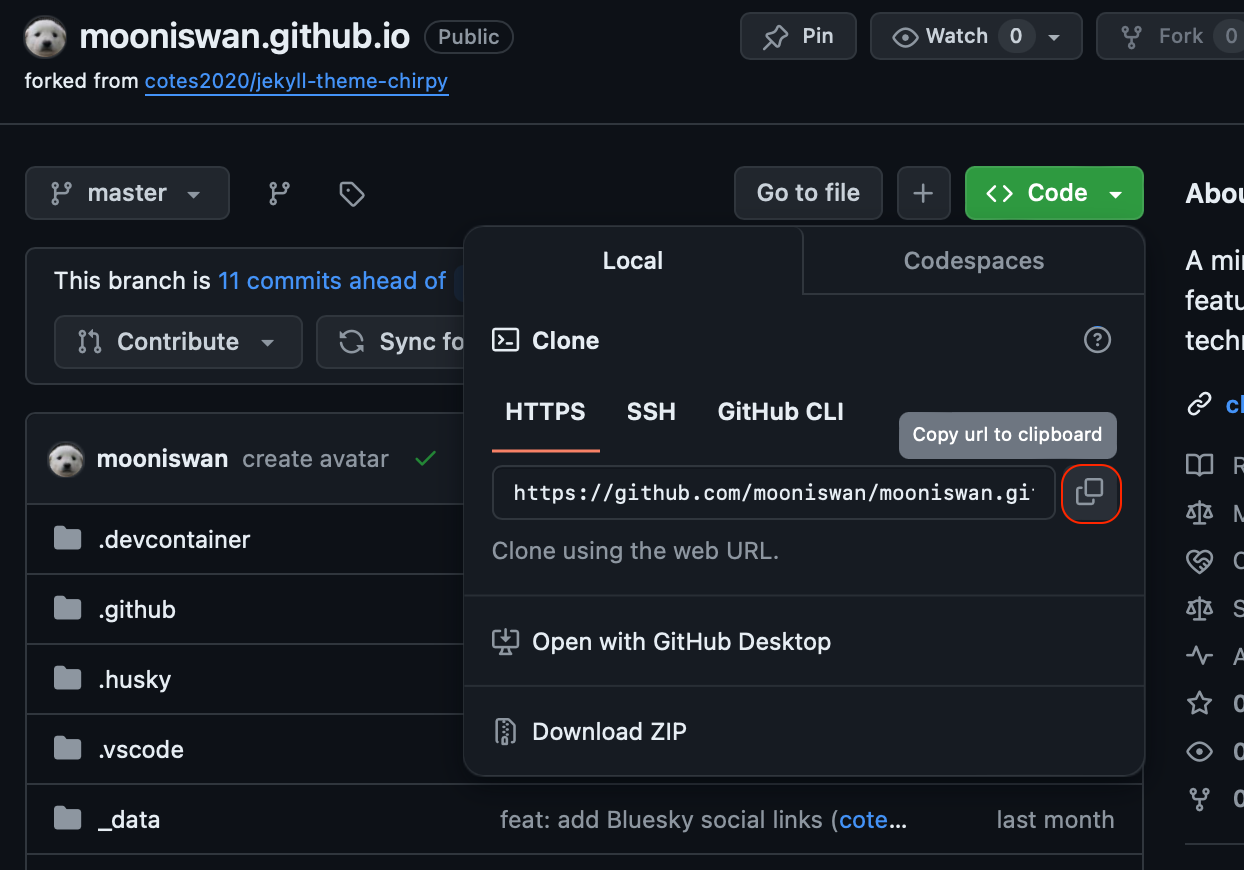 mooniswan.github.io Public
Pin
Watch 0
Fork 0
forked from cotes2020/jekyll-theme-chirpy
master
Go to file
Code
Local
Codespaces
This branch is 11 commits ahead of
Contribute
Sync fo
Clone
HTTPS
SSH
GitHub CLI
Copy url to clipboard
https://github.com/mooniswan/mooniswan.gi
Clone using the web URL.
Open with GitHub Desktop
Download ZIP
mooniswan create avatar
.devcontainer
.github
.husky
.vscode
_data
feat: add Bluesky social links (cote...
last month
Abou
A mi
featu
techn
0
0
0